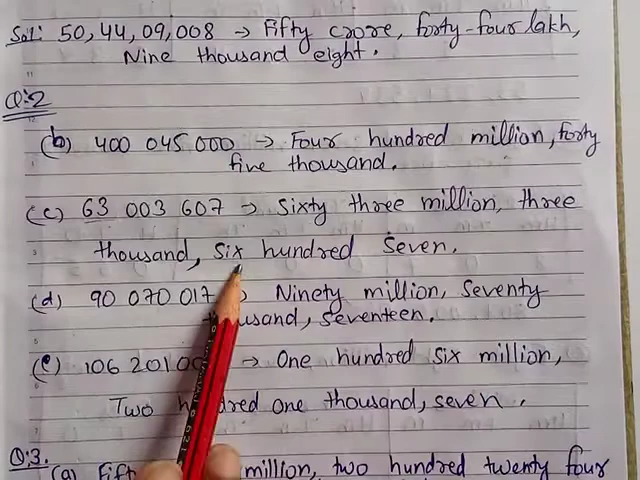 Sol: 50,44,09,008 → Fifty crore, forty-four lakh,
Nine thousand eight.
Q:2
(b) 400 045 000 → Four hundred million, forty
five thousand.
(c) 63 003 607 → Sixty three million, three
thousand, six hundred seven.
(d) 90 070 017 → Ninety million, seventy
seventeen.
(e) 106 201 → One hundred six million,
Two one thousand, seven.
Q:3.
(a) million, two hundred twenty four